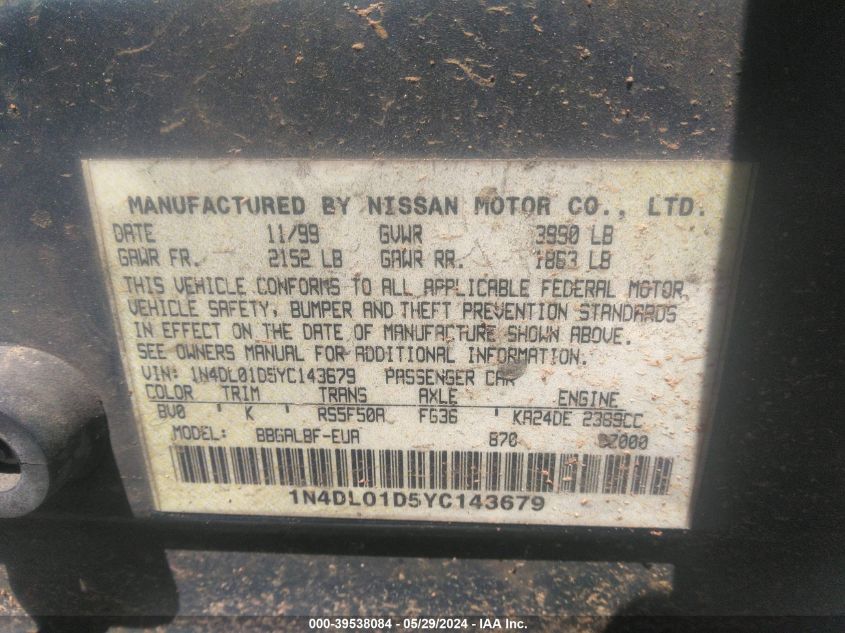 MANUFACTURED BY NISSAN MOTOR CO., LTD.
DATE 11/99 GVWR 3950 LB
GAWR FR. 2152 LB GAWR RR. 1863 LB
THIS VEHICLE CONFORMS TO ALL APPLICABLE FEDERAL MOTOR
VEHICLE SAFETY, BUMPER AND THEFT PREVENTION STANDARDS
IN EFFECT ON THE DATE OF MANUFACTURE SHOWN ABOVE.
SEE OWNERS MANUAL FOR ADDITIONAL INFORMATION.
VIN: 1N4DL01D5YC143679 PASSENGER CAR
COLOR TRIM TRANS AXLE ENGINE
BV0 ' K ' RS5F50A FG36 ' KA24DE 2389CC
MODEL: BBGALBF-EUA 870
1N4DL01D5YC143679
000-39538084 / 05/29/2024 - IAA Inc.